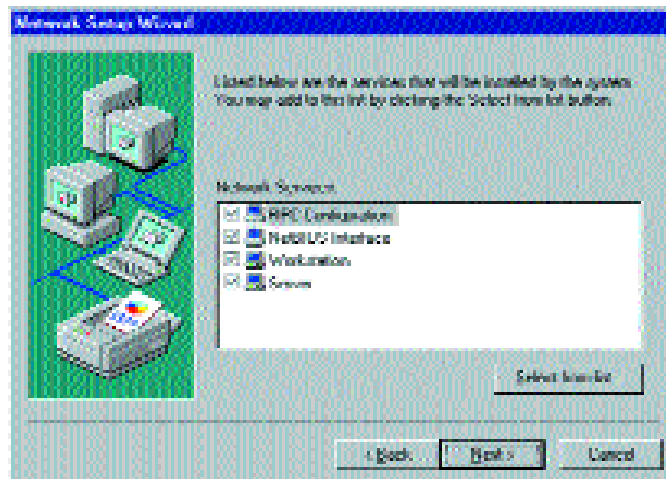 Network Setup Wizard
Listed below are the services that will be installed by the system.
You may add to this list by clicking the Select from list button.
Network Services:
RPC Configuration
NetBIOS Interface
Workstation
Server
Select from list...
< Back
Next >
Cancel